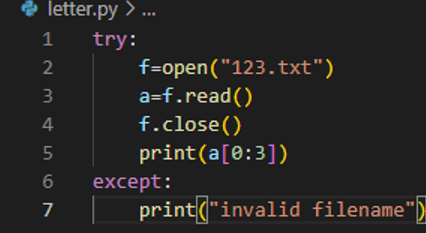 letter.py > ...
1 try:
2     f=open("123.txt")
3     a=f.read()
4     f.close()
5     print(a[0:3])
6 except:
7     print("invalid filename")